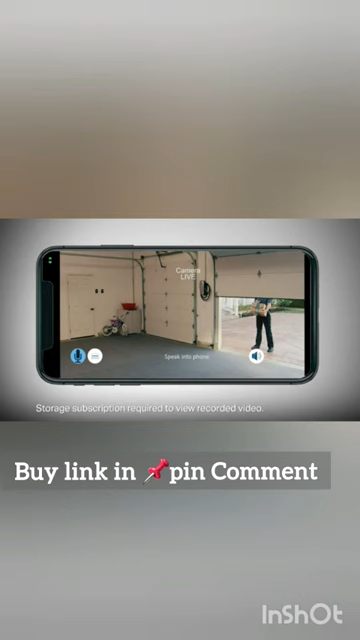 Camera
LIVE
Speak into phone
Storage subscription required to view recorded video.
Buy link in 📌pin Comment
InShOt